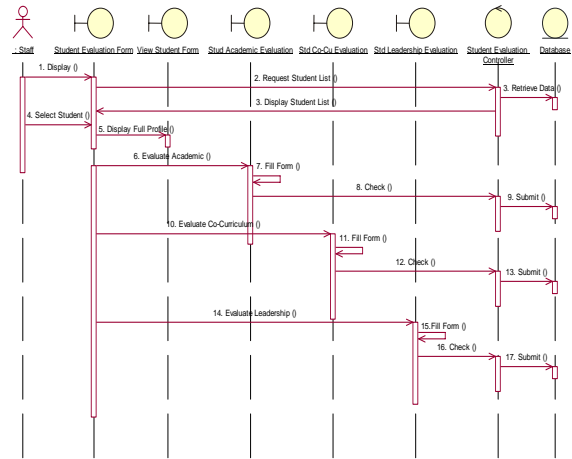 : Staff
Student Evaluation Form
View Student Form
Stud Academic Evaluation
Std Co-Cu Evaluation
Std Leadership Evaluation
Student Evaluation
Controller
Database
1. Display ()
2. Request Student List ()
3. Retrieve Data ()
3. Display Student List ()
4. Select Student ()
5. Display Full Profile ()
6. Evaluate Academic ()
7. Fill Form ()
8. Check ()
9. Submit ()
10. Evaluate Co-Curriculum ()
11. Fill Form ()
12. Check ()
13. Submit ()
14. Evaluate Leadership ()
15.Fill Form ()
16. Check ()
17. Submit ()